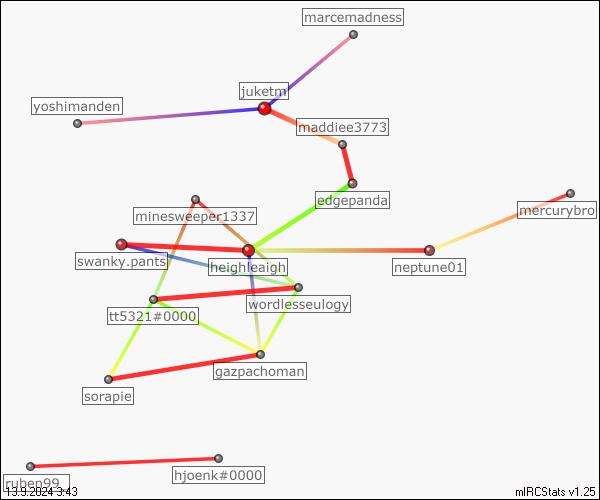 marcemadness
juketm
yoshimanden
maddiee3773
edgepanda
minesweeper1337
mercurybro
swanky.pants
heighleaigh
neptune01
wordlesseulogy
tt5321#0000
gazpachoman
sorapie
hjoenk#0000
ruben99_
13.9.2024 3:43
mIRCStats v1.25